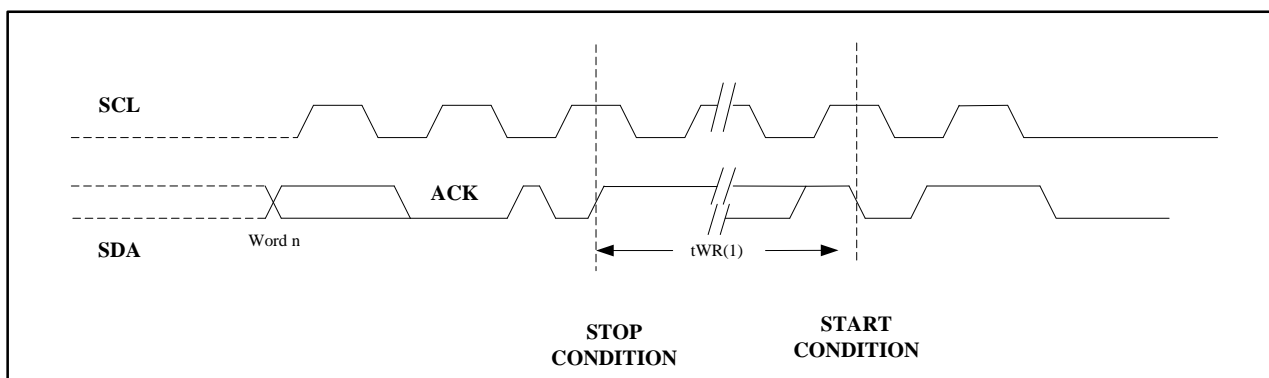 SCL
ACK
Word n
SDA
tWR(1)
STOP
CONDITION
START
CONDITION